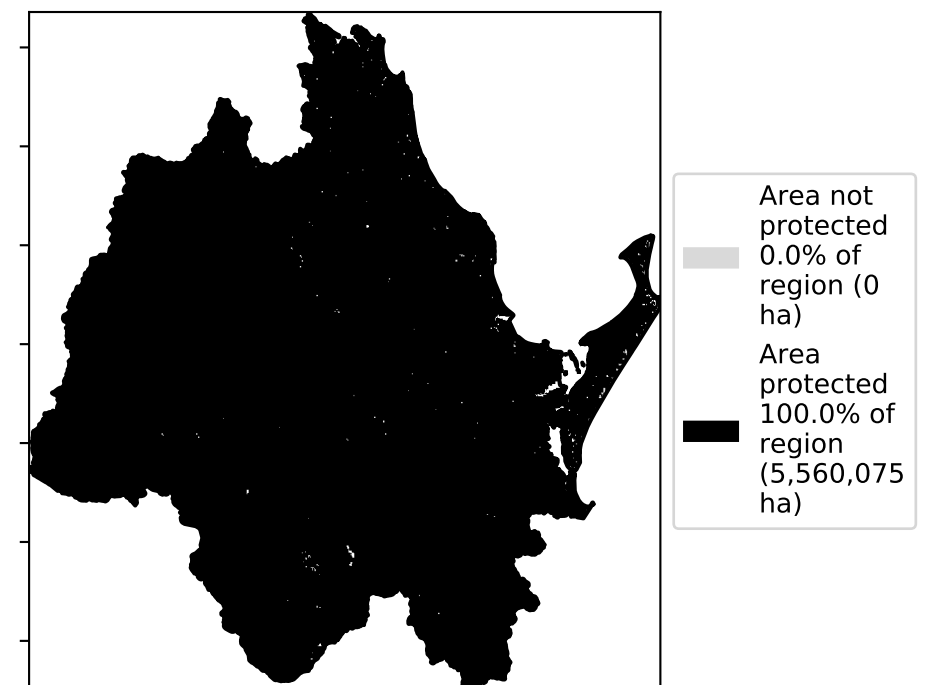 Area not
protected
0.0% of
region (0
ha)
Area
protected
100.0% of
region
(5,560,075
ha)